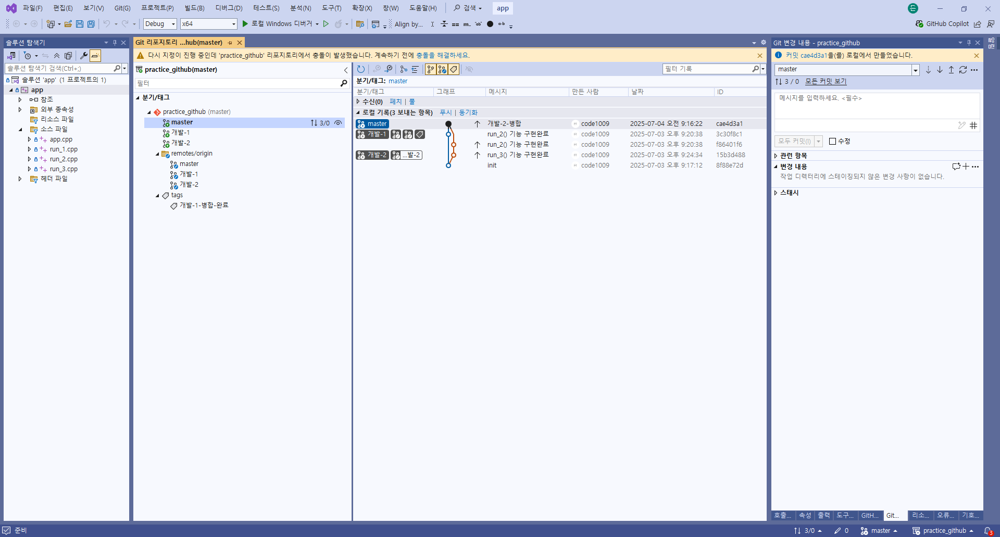 파일(F) 편집(E) 보기(V) Git(G) 프로젝트(P) 빌드(B) 디버그(D) 테스트(S) 분석(N) 도구(T) 확장(X) 창(W) 도움말(H) 검색 app
Debug x64 로컬 Windows 디버거 Align by... GitHub Copilot
솔루션 탐색기
솔루션 탐색기 검색(Ctrl+;)
솔루션 'app' (1 프로젝트의 1)
app
참조
외부 종속성
리소스 파일
소스 파일
app.cpp
run_1.cpp
run_2.cpp
run_3.cpp
헤더 파일
Git 리포지토리 ...hub(master)
다시 지정이 진행 중인데 'practice_github' 리포지토리에서 충돌이 발생했습니다. 계속하기 전에 충돌을 해결하세요.
practice_github(master)
필터
분기/태그
practice_github (master)
master 3/0
개발-1
개발-2
remotes/origin
master
개발-1
개발-2
tags
개발-1-병합-완료
필터 기록
분기/태그: master
분기/태그 그래프 메시지 만든 사람 날짜 ID
수신(0) 페치 | 풀
로컬 기록(3 보내는 항목) 푸시 | 동기화
master 개발-2-병합 code1009 2025-07-04 오전 9:16:22 cae4d3a1
개발-1 run_2() 기능 구현완료 code1009 2025-07-03 오후 9:20:38 3c30f8c1
run_2() 기능 구현완료 code1009 2025-07-03 오후 9:20:38 f86401f6
개발-2 ...발-2 run_3() 기능 구현완료 code1009 2025-07-03 오후 9:24:34 15b3d488
init code1009 2025-07-03 오후 9:17:12 8f88e72d
Git 변경 내용 - practice_github
커밋 cae4d3a1을(를) 로컬에서 만들었습니다.
master
3 / 0 모든 커밋 보기
메시지를 입력하세요. <필수>
모두 커밋(I) 수정
관련 항목
변경 내용
작업 디렉터리에 스테이징되지 않은 변경 사항이 없습니다.
스태시
호출... 속성 출력 도구... GitH... Git... 리소... 오류... 기호...
준비 3/0 0 master practice_github 3